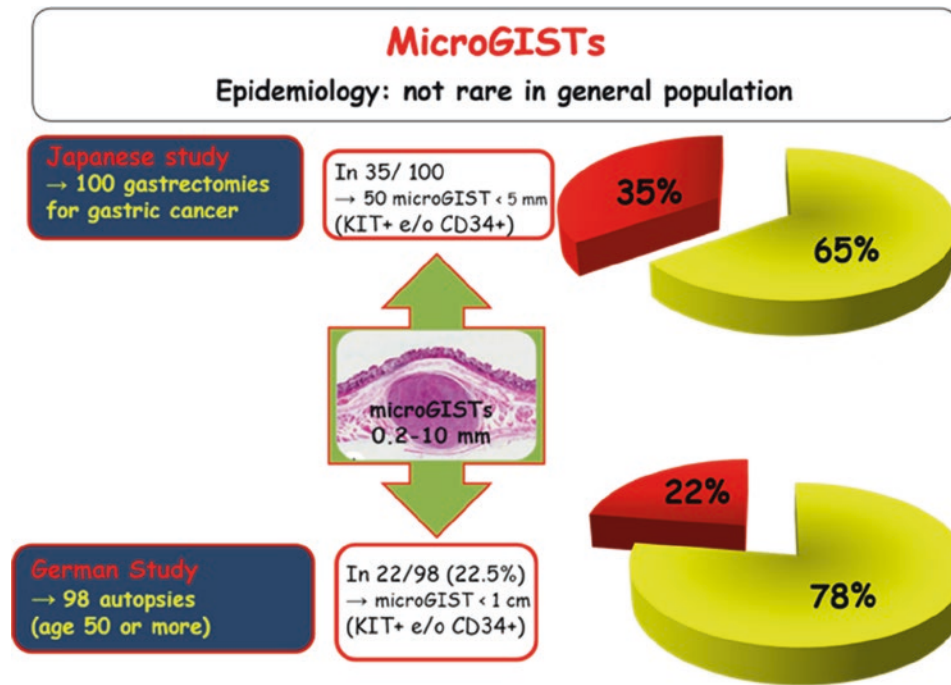 MicroGISTs
Epidemiology: not rare in general population
Japanese study
→ 100 gastrectomies
for gastric cancer
In 35/ 100
→ 50 microGIST < 5 mm
(KIT+ e/o CD34+)
35%
65%
microGISTs
0.2-10 mm
German Study
→ 98 autopsies
(age 50 or more)
In 22/98 (22.5%)
→ microGIST < 1 cm
(KIT+ e/o CD34+)
22%
78%